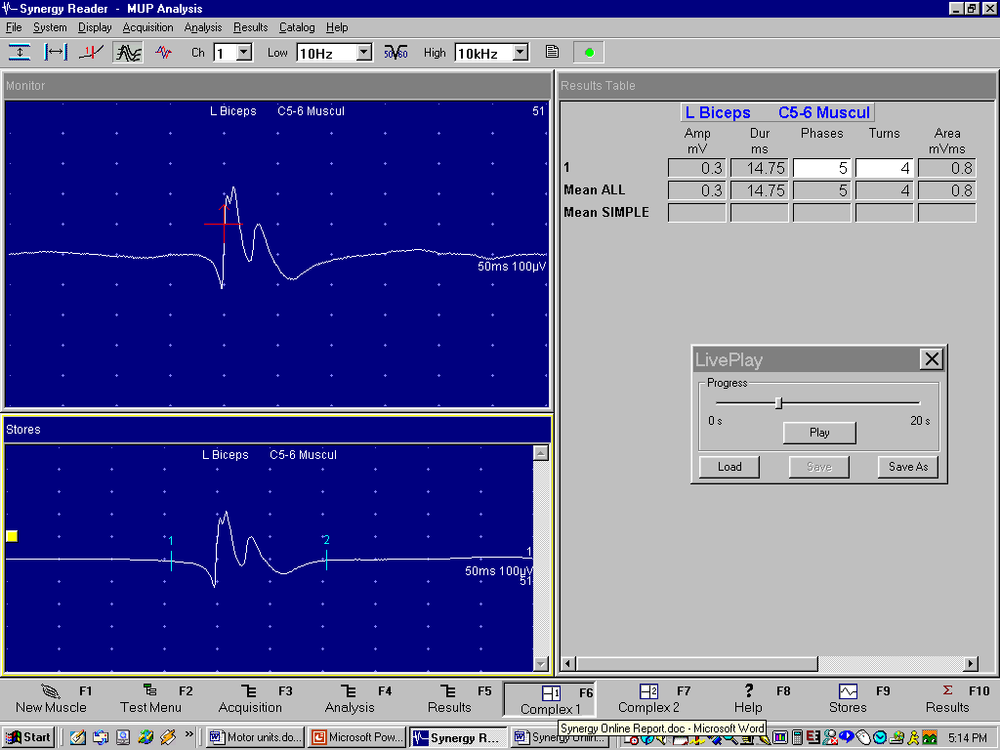 Synergy Reader - MUP Analysis
File System Display Acquisition Analysis Results Catalog Help
Ch 1 Low 10Hz 50/60 High 10kHz
Monitor
L Biceps C5-6 Muscul 51
50ms 100µV
Stores
L Biceps C5-6 Muscul
1 2
1
50ms 100µV
51
Results Table
L Biceps C5-6 Muscul
Amp Dur Phases Turns Area
mV ms mVms
1 0.3 14.75 5 4 0.8
Mean ALL 0.3 14.75 5 4 0.8
Mean SIMPLE
LivePlay
Progress
0 s 20 s
Play
Load Save Save As
F1 F2 F3 F4 F5 F6 F7 F8 F9 F10
New Muscle Test Menu Acquisition Analysis Results Complex 1 Complex 2 Help Stores Results
Synergy Online Report.doc - Microsoft Word
Start Motor units.do... Microsoft Pow... Synergy R... Synergy Onlin... 5:14 PM